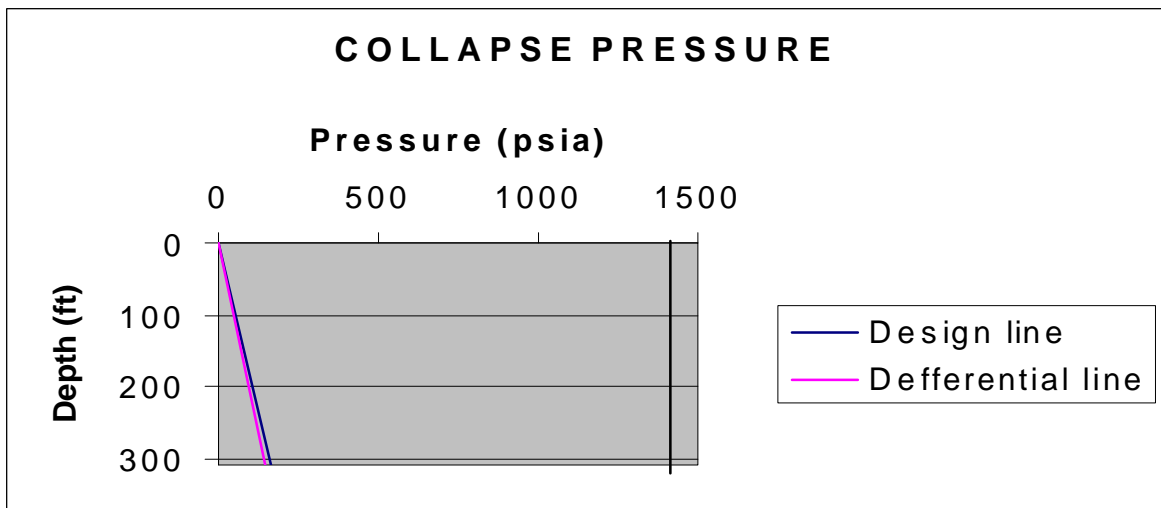 COLLAPSE PRESSURE
Pressure (psia)
0 500 1000 1500
0
100
200
300
Depth (ft)
Design line
Defferential line